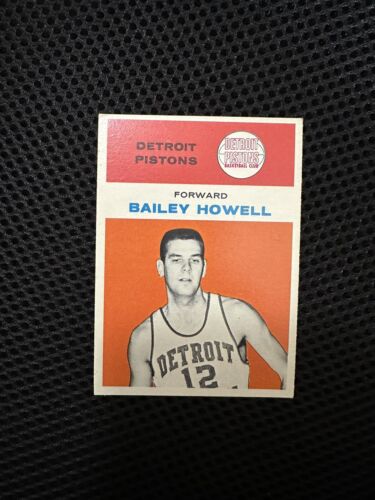 DETROIT
PISTONS
DETROIT
PISTONS
BASKETBALL CLUB
FORWARD
BAILEY HOWELL
DETROIT
12